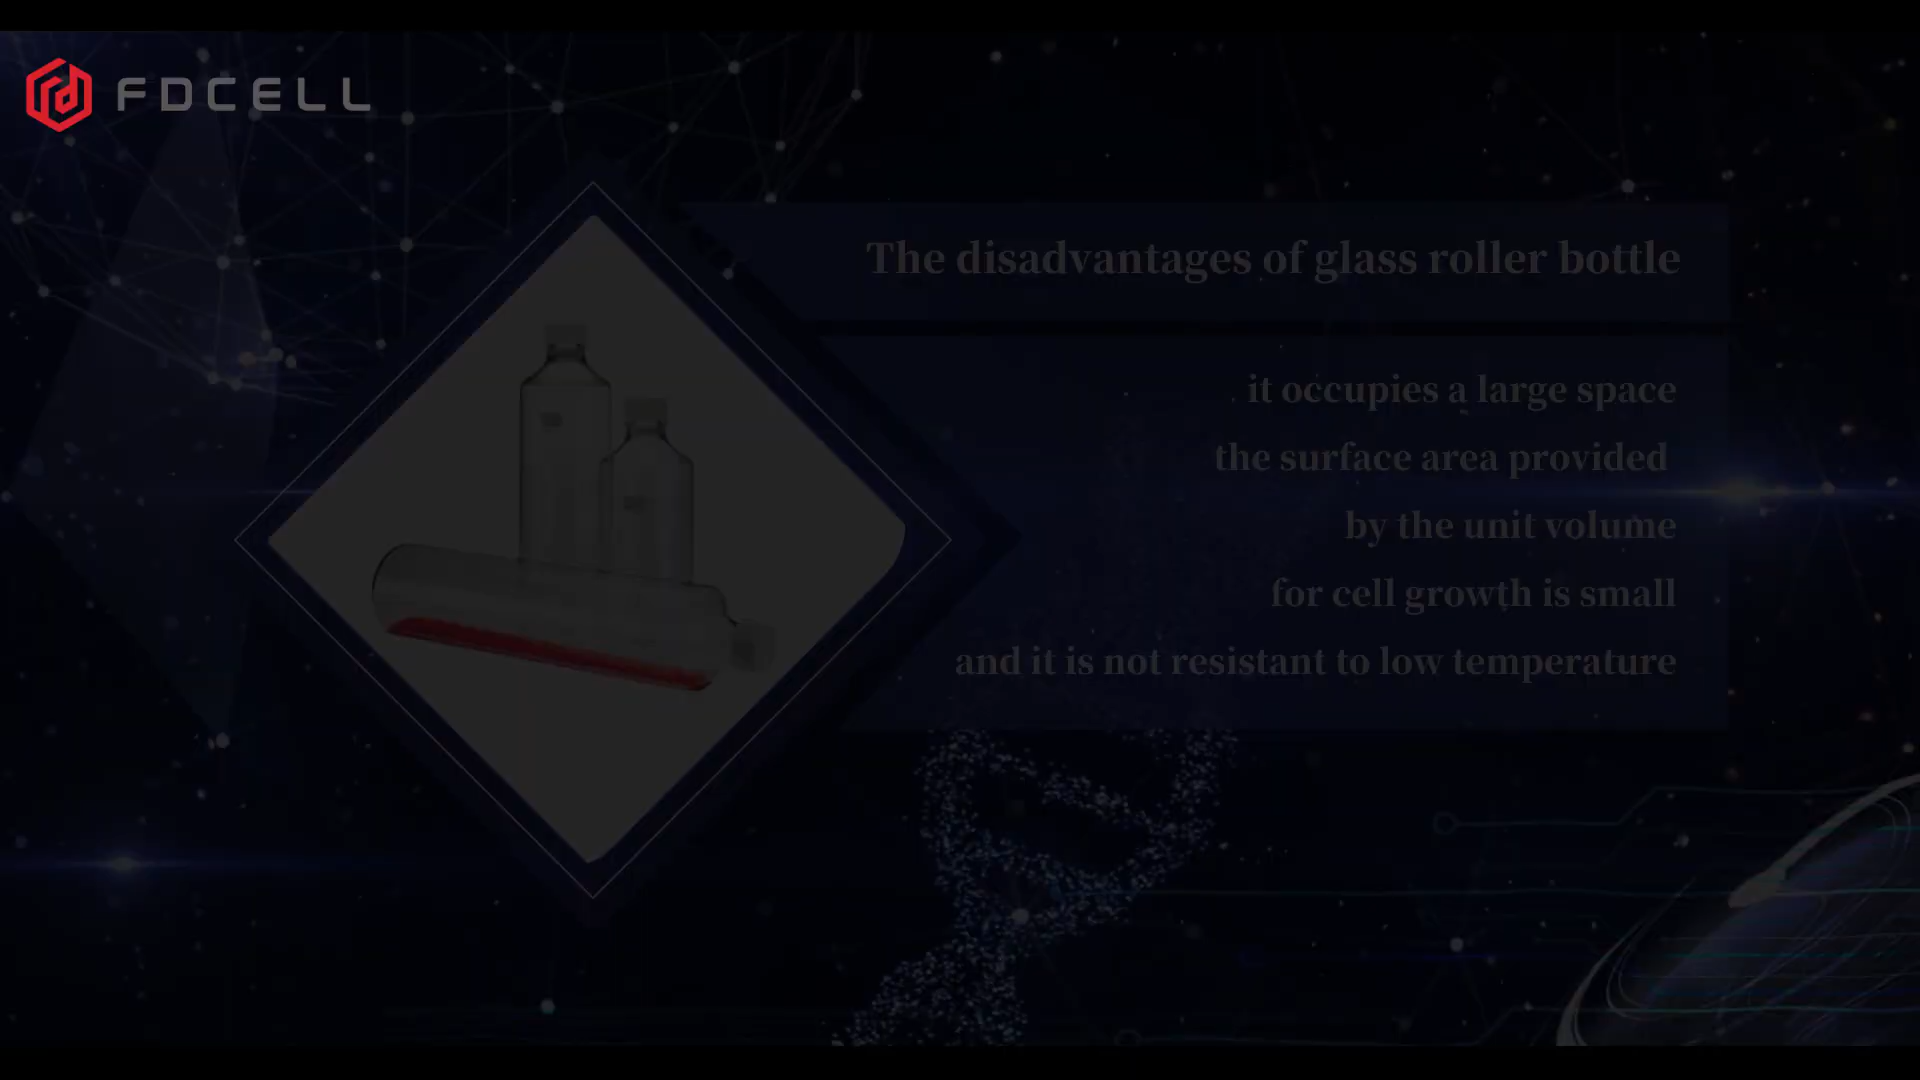 FDCELL
The disadvantages of glass roller bottle
it occupies a large space
the surface area provided
by the unit volume
for cell growth is small
and it is not resistant to low temperature